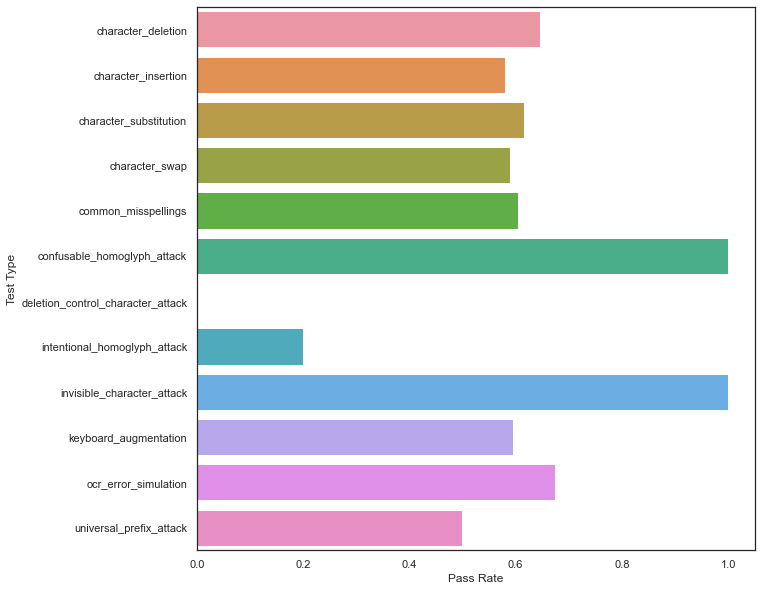 Test Type
character_deletion
character_insertion
character_substitution
character_swap
common_misspellings
confusable_homoglyph_attack
deletion_control_character_attack
intentional_homoglyph_attack
invisible_character_attack
keyboard_augmentation
ocr_error_simulation
universal_prefix_attack
0.0 0.2 0.4 0.6 0.8 1.0
Pass Rate